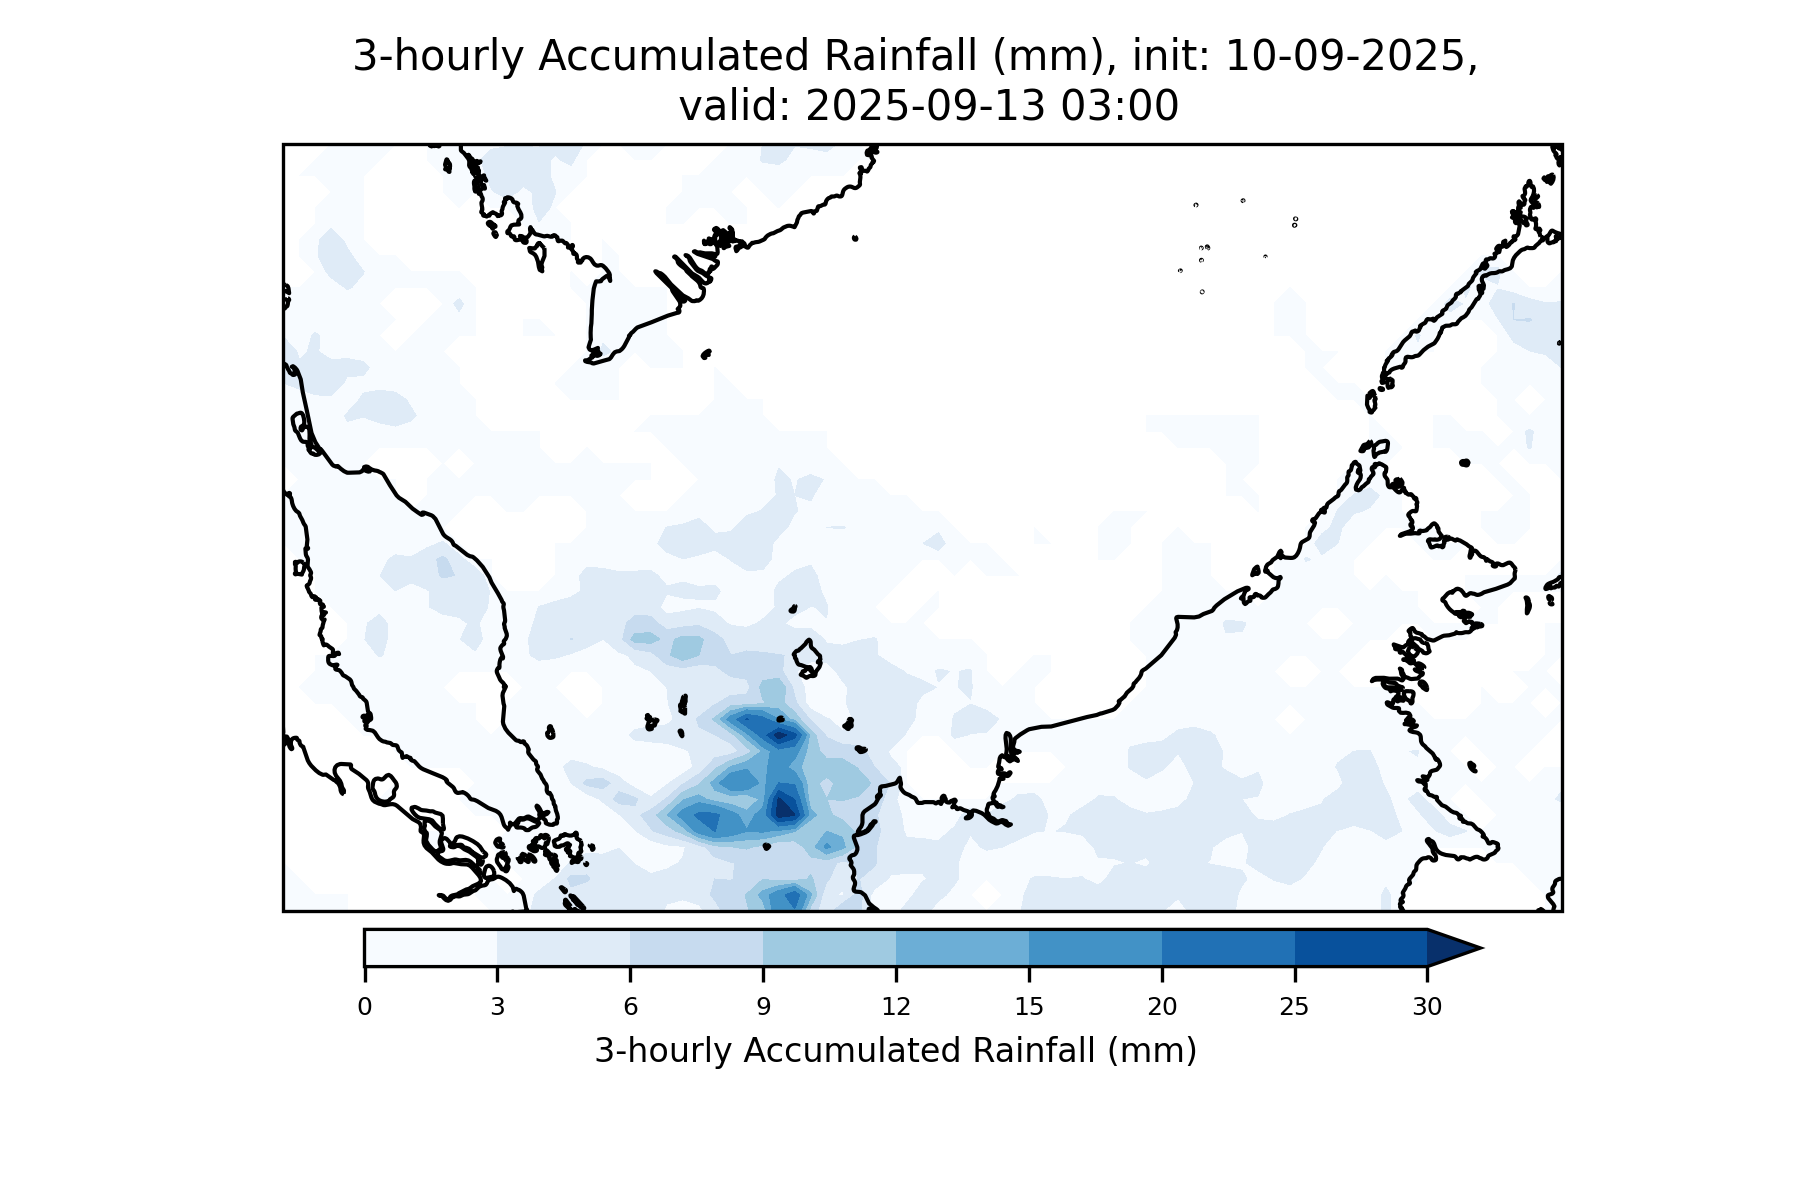 3-hourly Accumulated Rainfall (mm), init: 10-09-2025,
valid: 2025-09-13 03:00
0 3 6 9 12 15 20 25 30
3-hourly Accumulated Rainfall (mm)